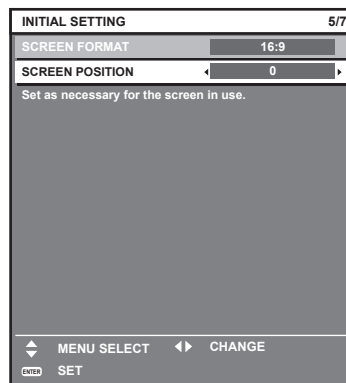 INITIAL SETTING 5/7
SCREEN FORMAT 16:9
SCREEN POSITION 0
Set as necessary for the screen in use.
MENU SELECT CHANGE
ENTER SET